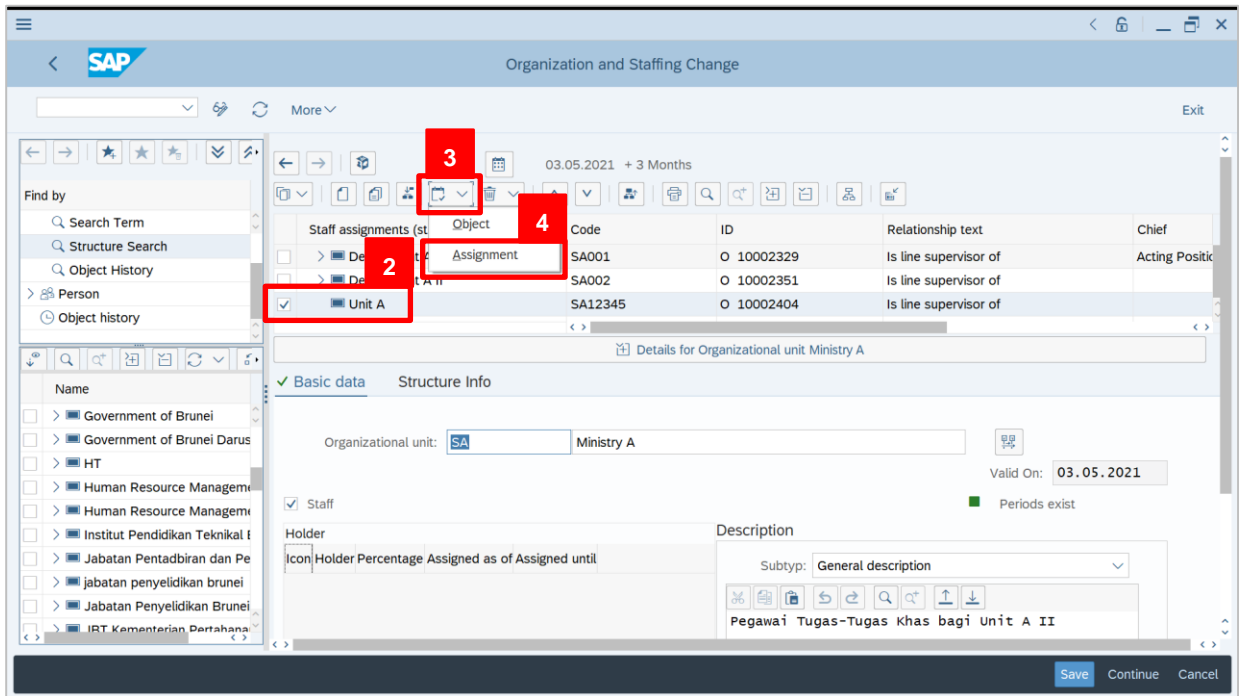 SAP
Organization and Staffing Change
More
Exit
3
03.05.2021 + 3 Months
Find by
Search Term
Structure Search
Object History
Person
Object history
Staff assignments (st
Code
ID
Relationship text
Chief
Object
4
Assignment
2
De
SA001
O 10002329
Is line supervisor of
Acting Positic
De
t A II
SA002
O 10002351
Is line supervisor of
Unit A
SA12345
O 10002404
Is line supervisor of
Details for Organizational unit Ministry A
Basic data
Structure Info
Name
Government of Brunei
Government of Brunei Darus
HT
Human Resource Manageme
Human Resource Manageme
Institut Pendidikan Teknikal
Jabatan Pentadbiran dan Pe
jabatan penyelidikan brunei
Jabatan Penyelidikan Brunei
JBT Kementerian Pertahana
Organizational unit:
SA
Ministry A
Valid On:
03.05.2021
Staff
Periods exist
Holder
Icon Holder Percentage Assigned as of Assigned until
Description
Subtyp:
General description
Pegawai Tugas-Tugas Khas bagi Unit A II
Save
Continue
Cancel